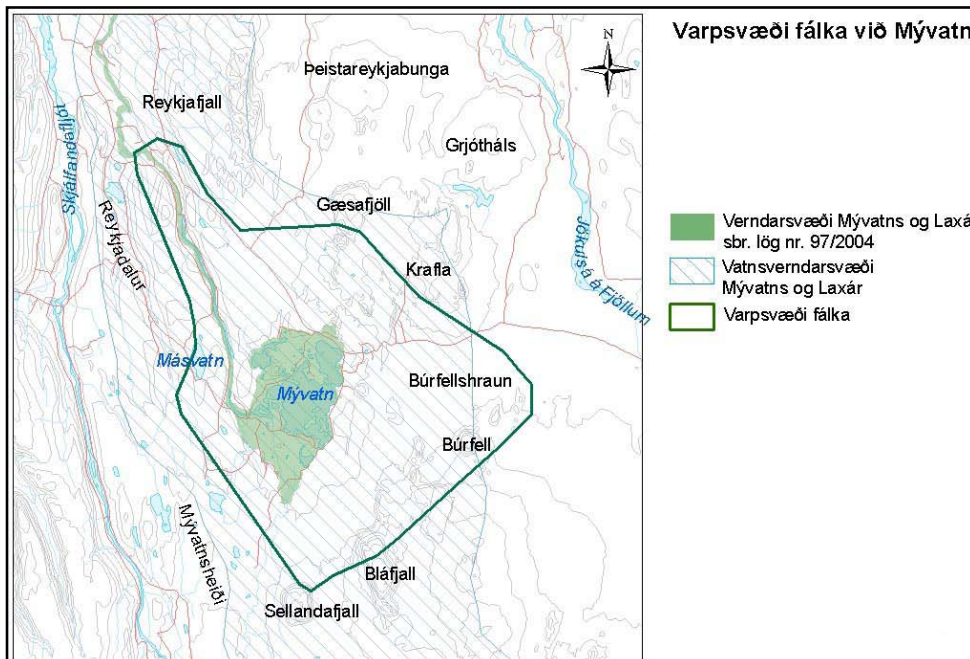 Varpsvæði fálka við Mývatn
N
Þeistareykjabunga
Reykjafjall
Skjálfandafljót
Grjótháls
Gæsafjöll
Reykjadalur
Krafla
Jökulsá á Fjöllum
Verndarsvæði Mývatns og Laxá
sbr. lög nr. 97/2004
Vatnsverndarsvæði
Mývatns og Laxár
Varpsvæði fálka
Másvatn
Mývatn
Búrfellshraun
Búrfell
Mývatnsheiði
Bláfjall
Sellandafjall